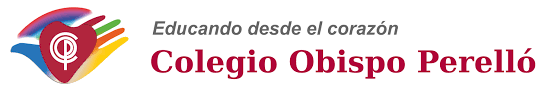 Educando desde el corazón
Colegio Obispo Perelló